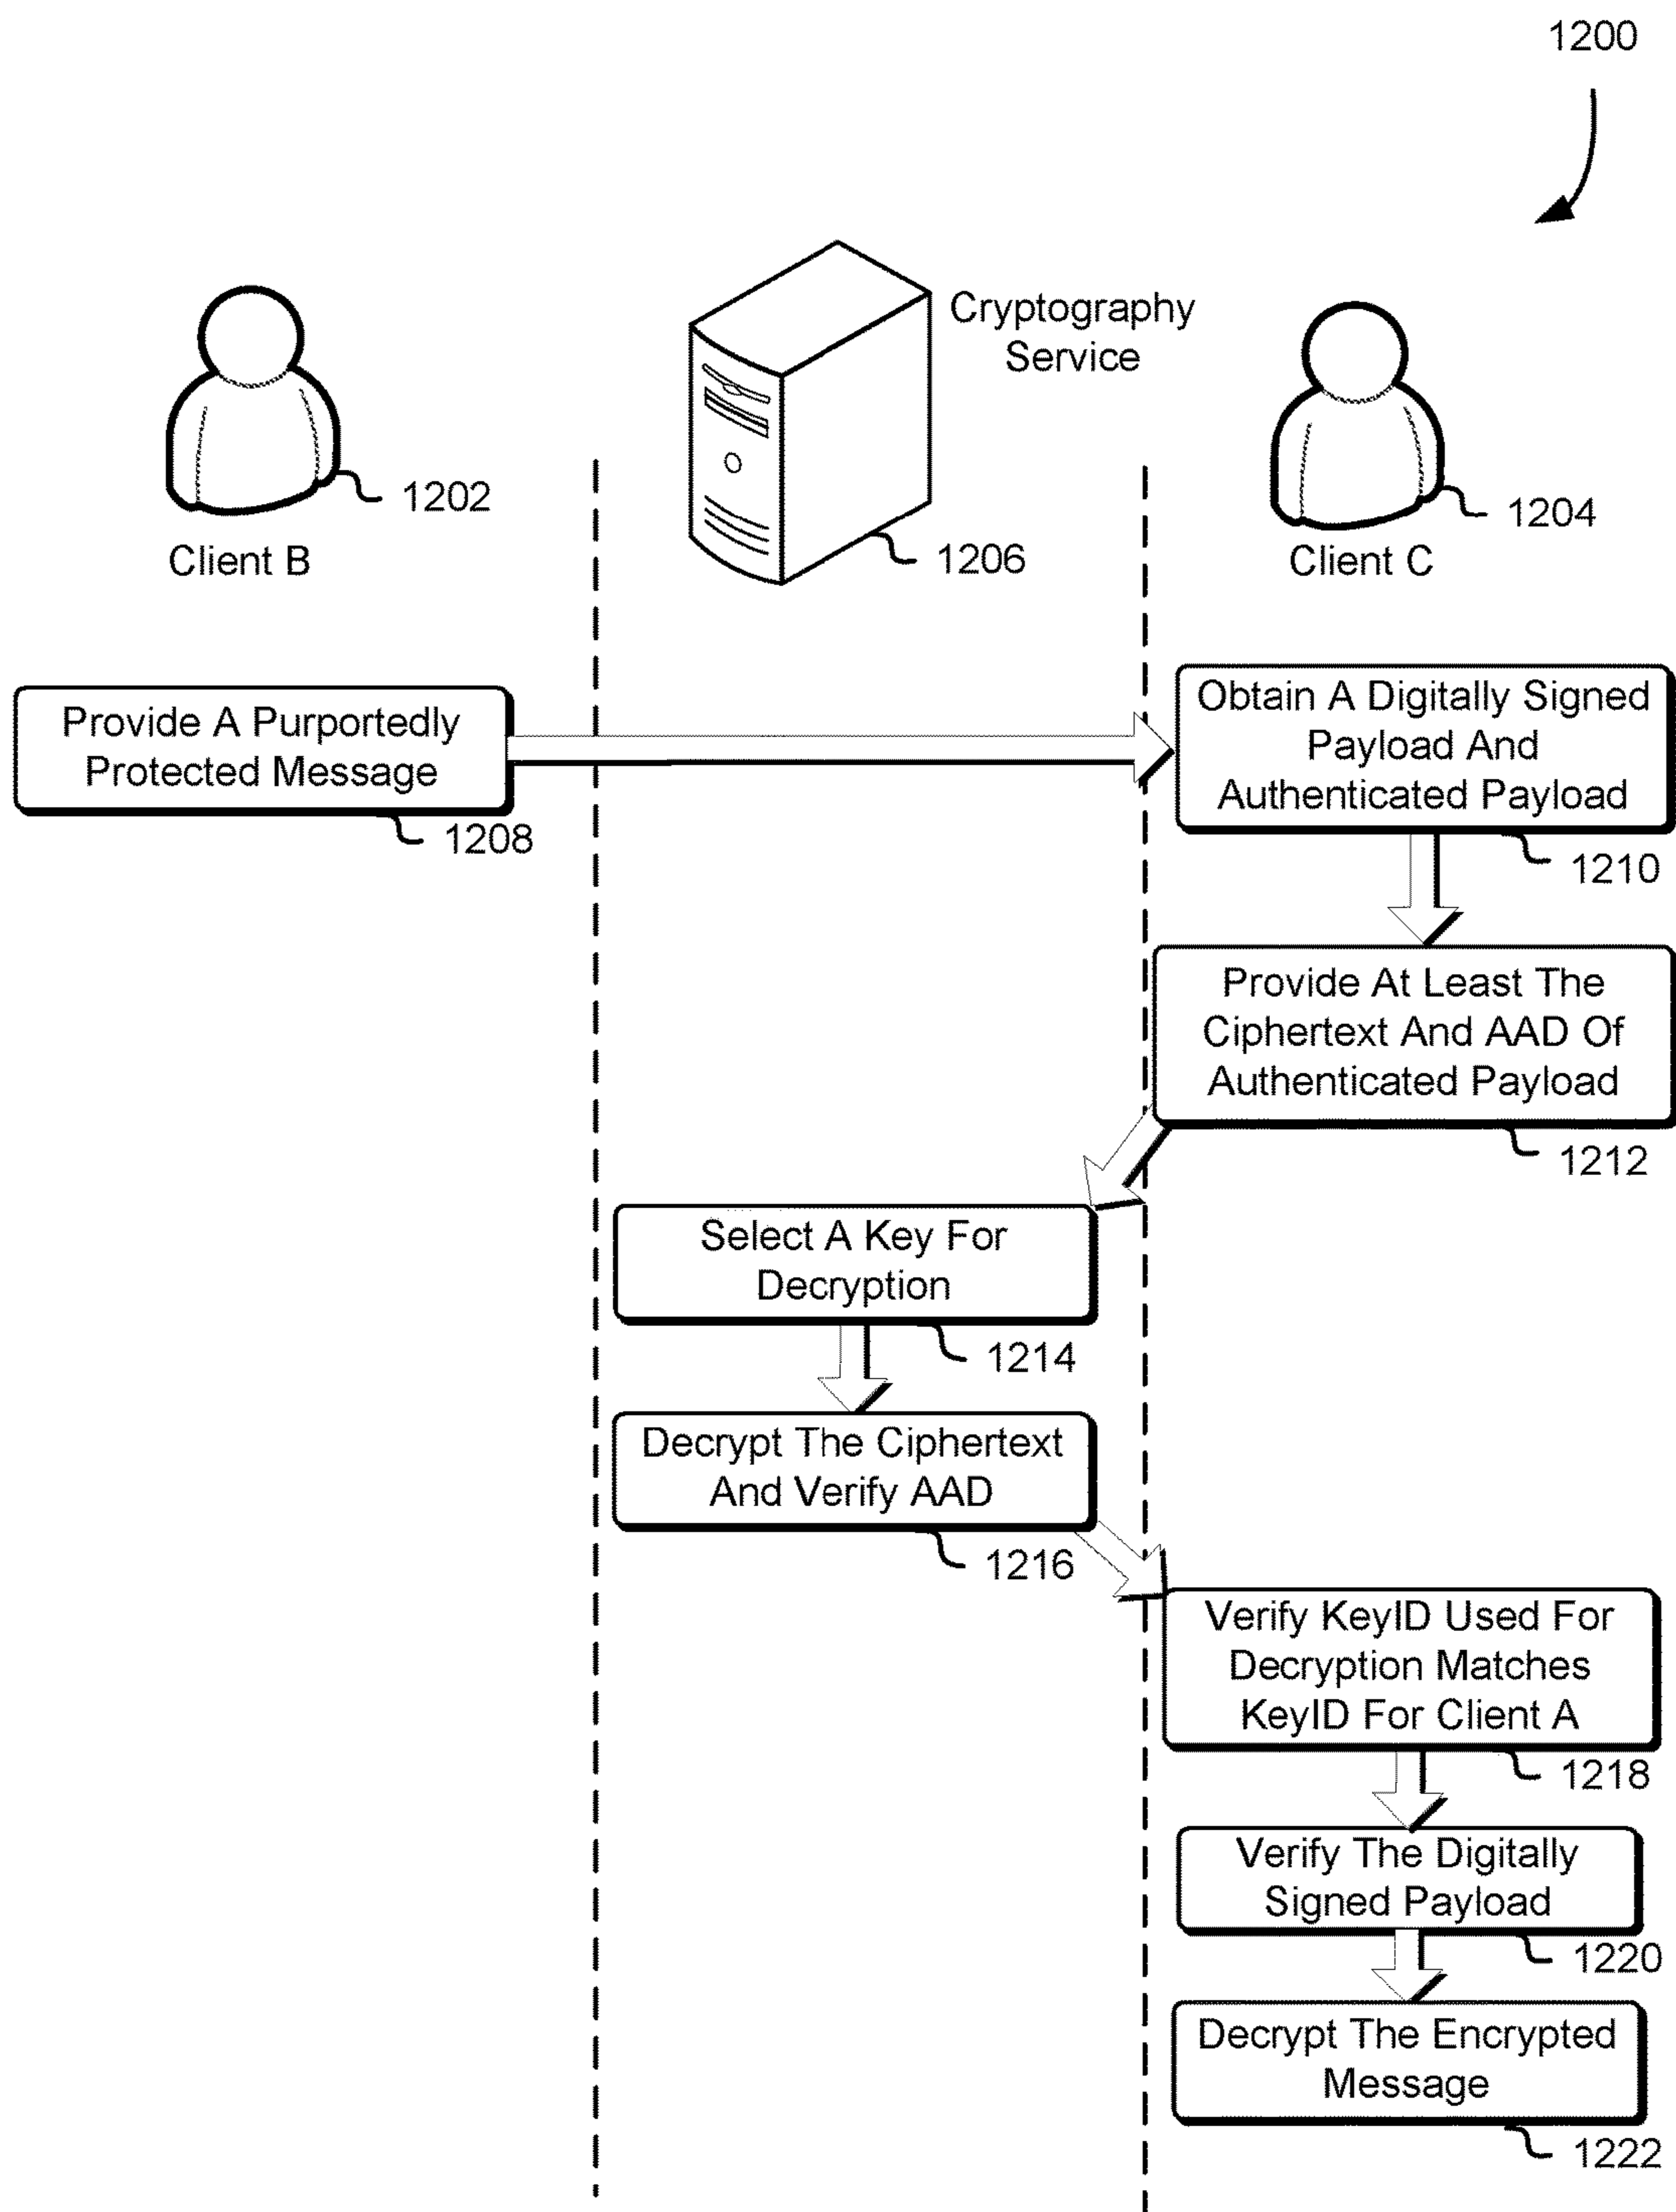 1200
Cryptography
Service
1202
1204
1206
Client B
Client C
Provide A Purportedly
Protected Message
1208
Obtain A Digitally Signed
Payload And
Authenticated Payload
1210
Provide At Least The
Ciphertext And AAD Of
Authenticated Payload
1212
Select A Key For
Decryption
1214
Decrypt The Ciphertext
And Verify AAD
1216
Verify KeyID Used For
Decryption Matches
KeyID For Client A
1218
Verify The Digitally
Signed Payload
1220
Decrypt The Encrypted
Message
1222